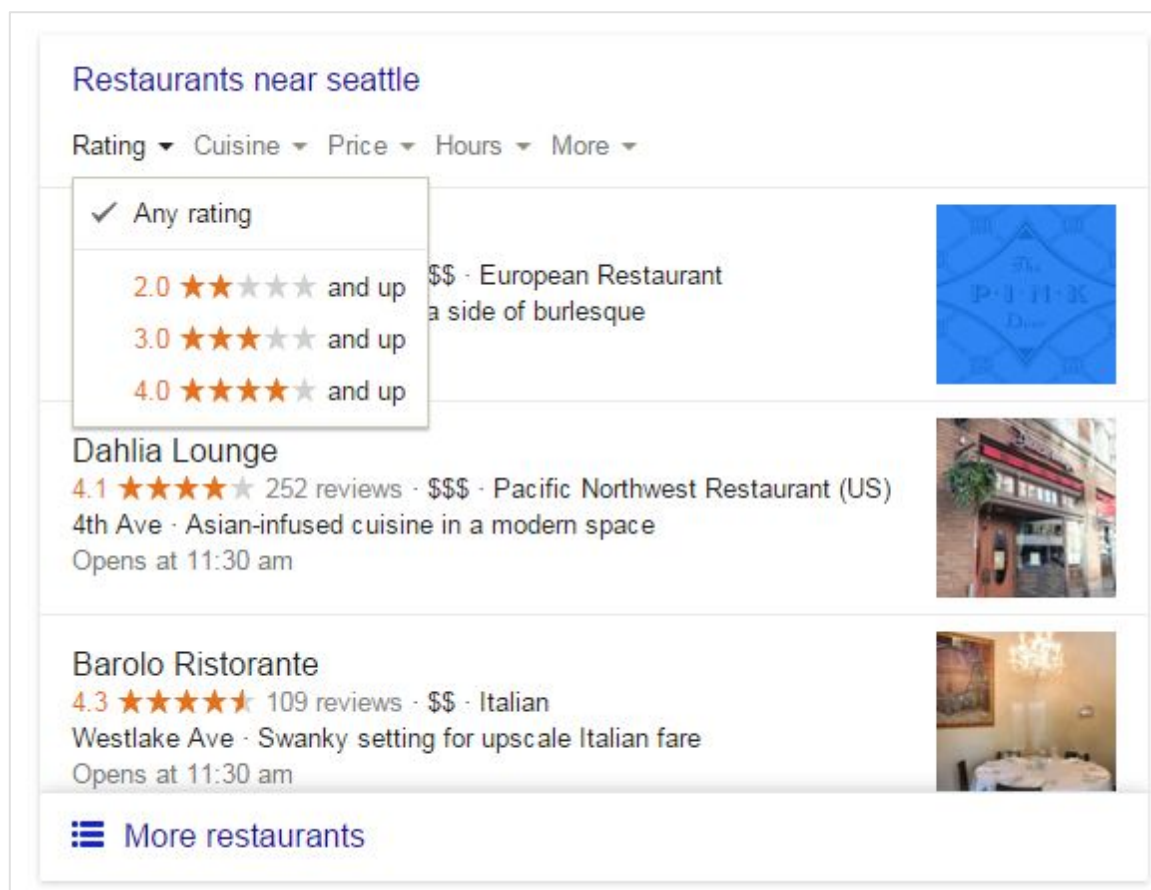 Restaurants near seattle
Rating Cuisine Price Hours More
Any rating
2.0 and up
3.0 and up
4.0 and up
$$ · European Restaurant
a side of burlesque
The
P·I·N·K
Door
Dahlia Lounge
4.1 252 reviews · $$$ · Pacific Northwest Restaurant (US)
4th Ave · Asian-infused cuisine in a modern space
Opens at 11:30 am
Barolo Ristorante
4.3 109 reviews · $$ · Italian
Westlake Ave · Swanky setting for upscale Italian fare
Opens at 11:30 am
More restaurants